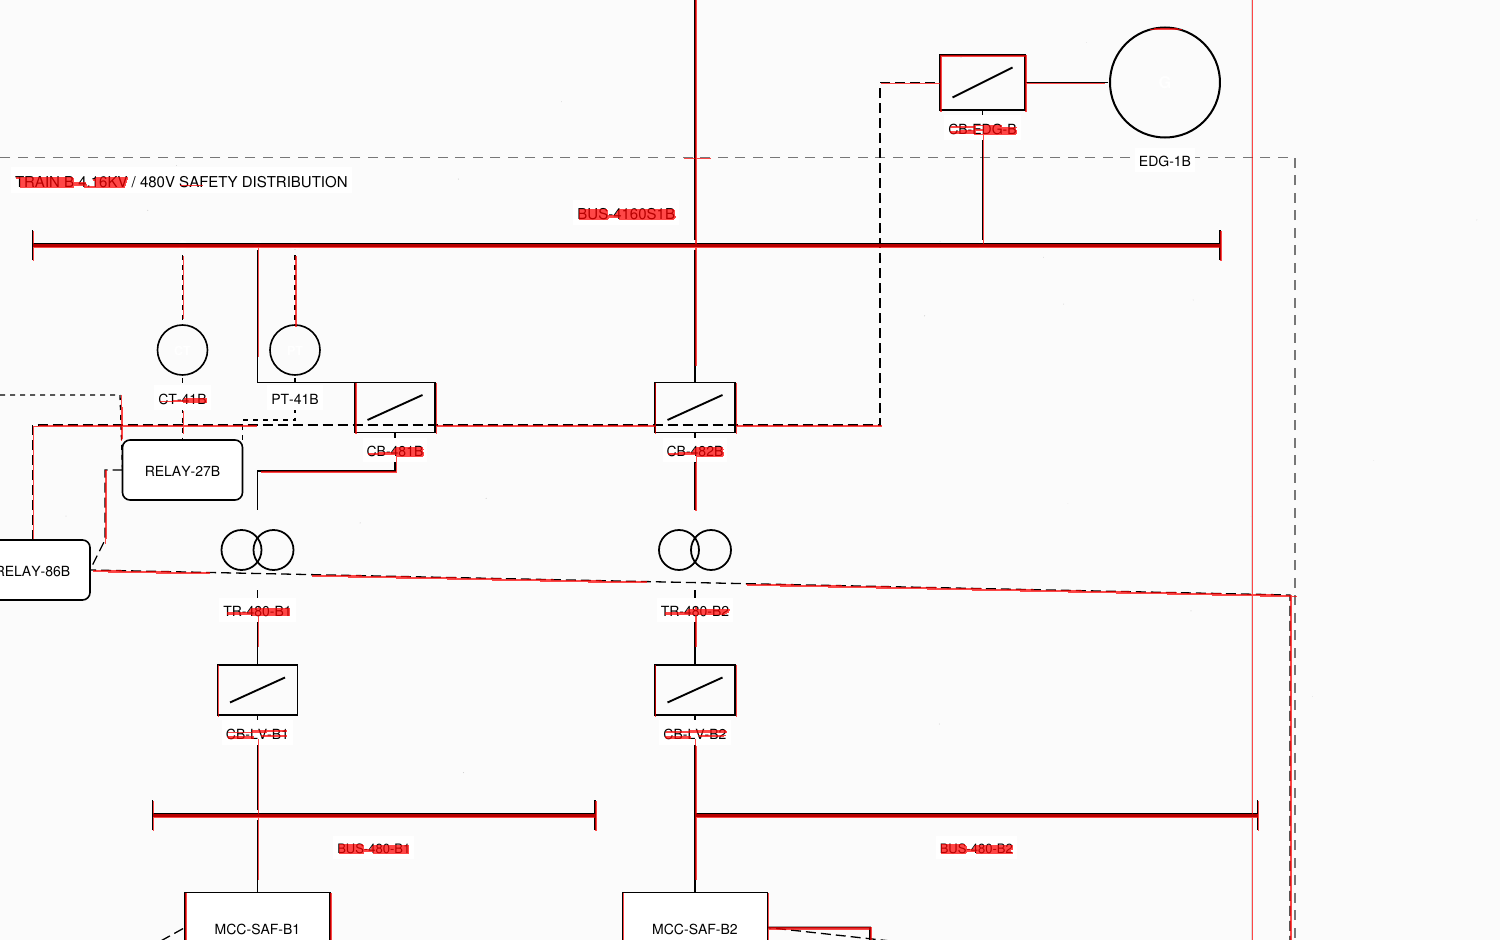 CB-EDG-B
EDG-1B
TRAIN B 4.16KV / 480V SAFETY DISTRIBUTION
BUS-4160S1B
CT-41B
PT-41B
CB-481B
CB-482B
RELAY-27B
RELAY-86B
TR-480-B1
TR-480-B2
CB-LV-B1
CB-LV-B2
BUS-480-B1
BUS-480-B2
MCC-SAF-B1
MCC-SAF-B2